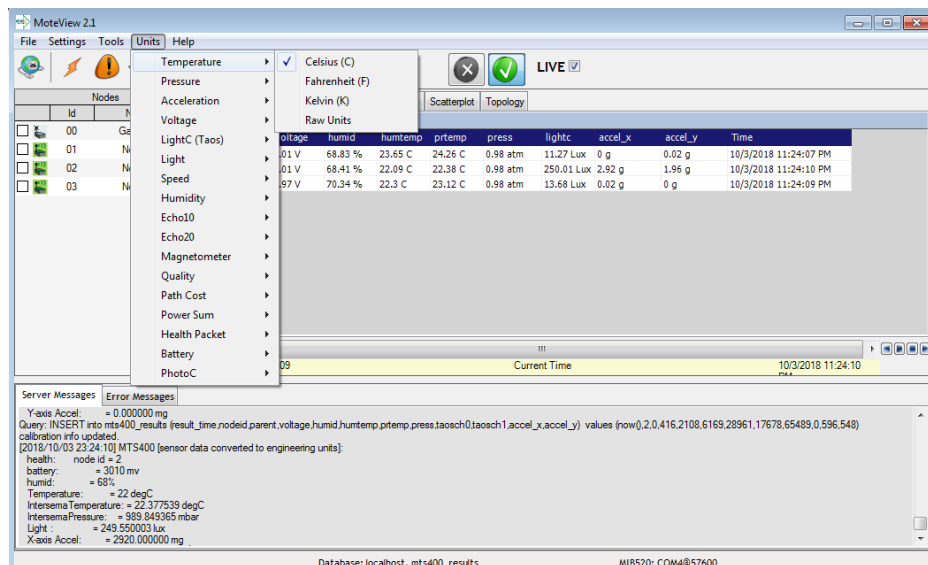 MoteView 2.1
File Settings Tools Units Help
LIVE
Temperature
Pressure
Acceleration
Voltage
LightC (Taos)
Light
Speed
Humidity
Echo10
Echo20
Magnetometer
Quality
Path Cost
Power Sum
Health Packet
Battery
PhotoC
Celsius (C)
Fahrenheit (F)
Kelvin (K)
Raw Units
Scatterplot Topology
Nodes
Id
00
01
02
03
humid humtemp prtemp press lightc accel_x accel_y Time
.01 V 68.83 % 23.65 C 24.26 C 0.98 atm 11.27 Lux 0 g 0.02 g 10/3/2018 11:24:07 PM
.01 V 68.41 % 22.09 C 22.38 C 0.98 atm 250.01 Lux 2.92 g 1.96 g 10/3/2018 11:24:10 PM
.97 V 70.34 % 22.3 C 23.12 C 0.98 atm 13.68 Lux 0.02 g 0 g 10/3/2018 11:24:09 PM
09 Current Time 10/3/2018 11:24:10
Server Messages Error Messages
Y-axis Accel: = 0.000000 mg
Query: INSERT into mts400_results (result_time,nodeid,parent,voltage,humid,humtemp,prtemp,press,taosch0,taosch1,accel_x,accel_y) values (now(),2,0,416,2108,6169,28961,17678,65489,0,596,548)
calibration info updated.
[2018/10/03 23:24:10] MTS400 [sensor data converted to engineering units]:
health: node id = 2
battery: = 3010 mv
humid: = 68%
Temperature: = 22 degC
IntersemaTemperature: = 22.377539 degC
IntersemaPressure: = 989.849365 mbar
Light : = 249.550003 lux
X-axis Accel: = 2920.000000 mg
Database: localhost, mts400_results MIB520: COM4@57600